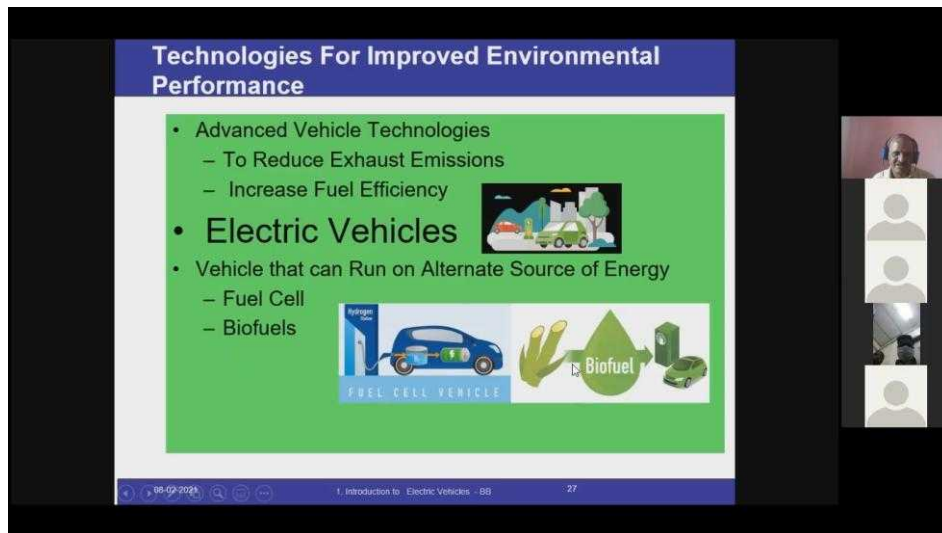 Technologies For Improved Environmental
Performance
• Advanced Vehicle Technologies
– To Reduce Exhaust Emissions
– Increase Fuel Efficiency
• Electric Vehicles
• Vehicle that can Run on Alternate Source of Energy
– Fuel Cell
– Biofuels
Hydrogen
Station
FUEL CELL VEHICLE
Biofuel
08-02-2021
1. Introduction to Electric Vehicles - BB
27